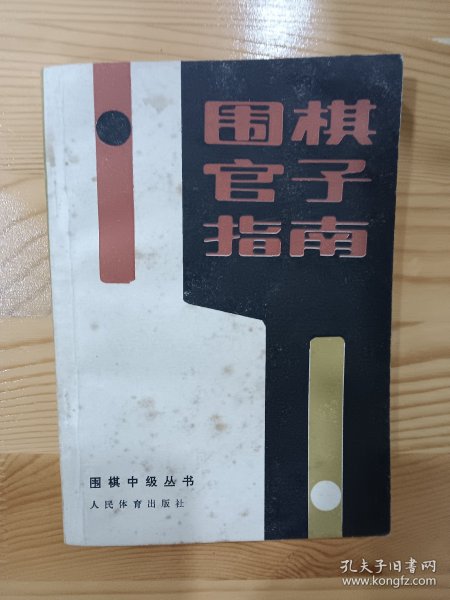 围棋
官子
指南
围棋中级丛书
人民体育出版社
孔夫子旧书网
www.kongfz.com